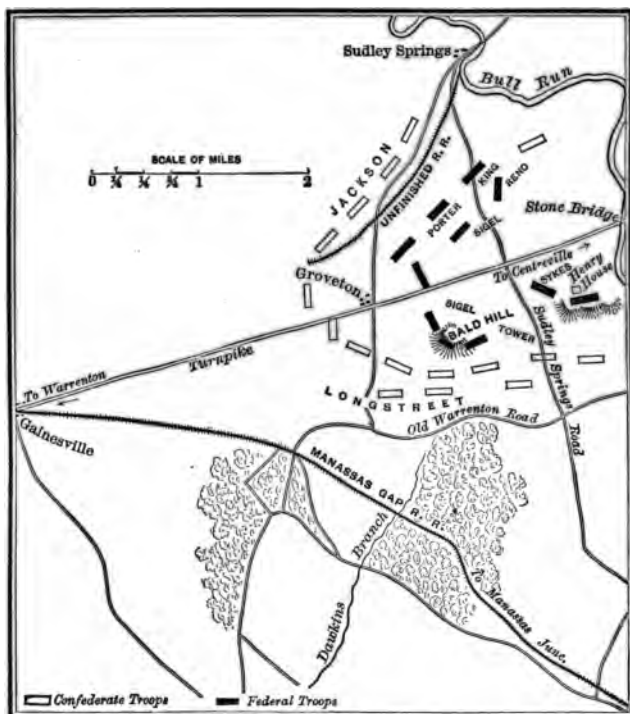 Sudley Springs
Bull Run
SCALE OF MILES
0 ¼ ½ ¾ 1 2
JACKSON
UNFINISHED R.R.
KING
RENO
PORTER
SIGEL
Stone Bridge
To Centreville
Groveton
SYKES
Henry House
SIGEL
BALD HILL
TOWER
Sudley Springs Road
Turnpike
To Warrenton
LONGSTREET
Old Warrenton Road
Gainesville
MANASSAS GAP R. R.
Dawkins Branch
To Manassas Junc.
Confederate Troops
Federal Troops